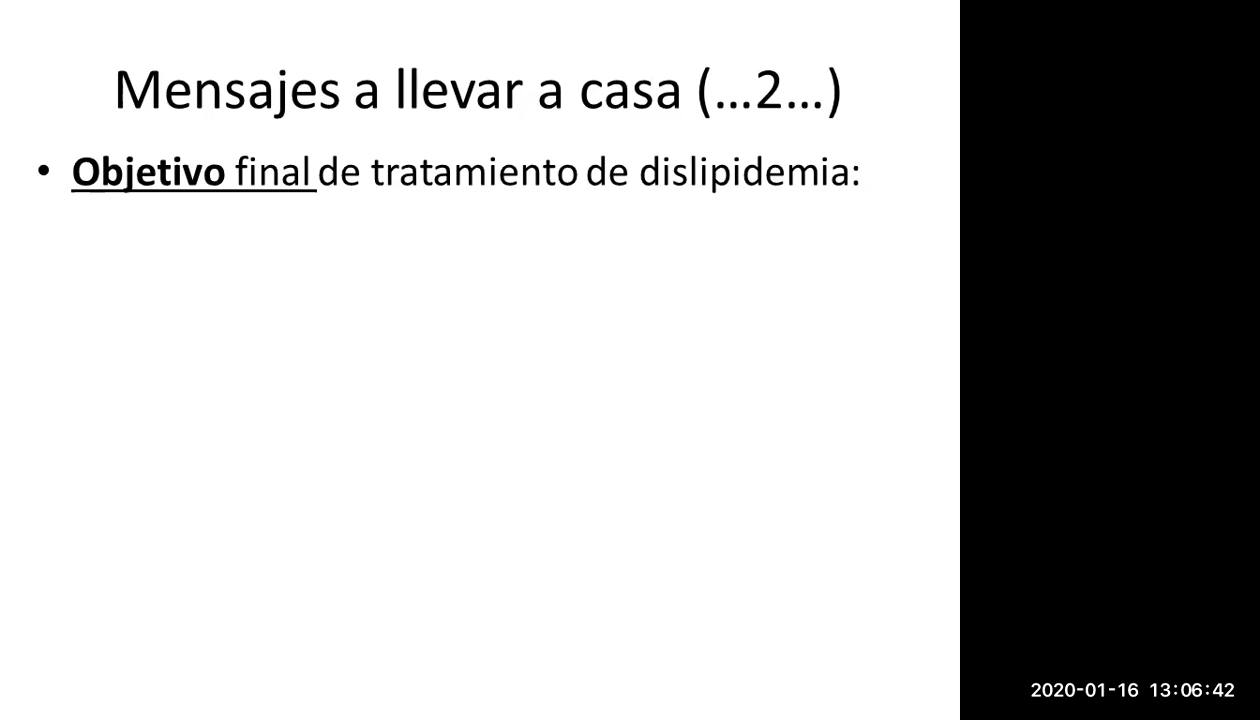 Mensajes a llevar a casa (...2...)
• Objetivo final de tratamiento de dislipidemia:
2020-01-16 13:06:42